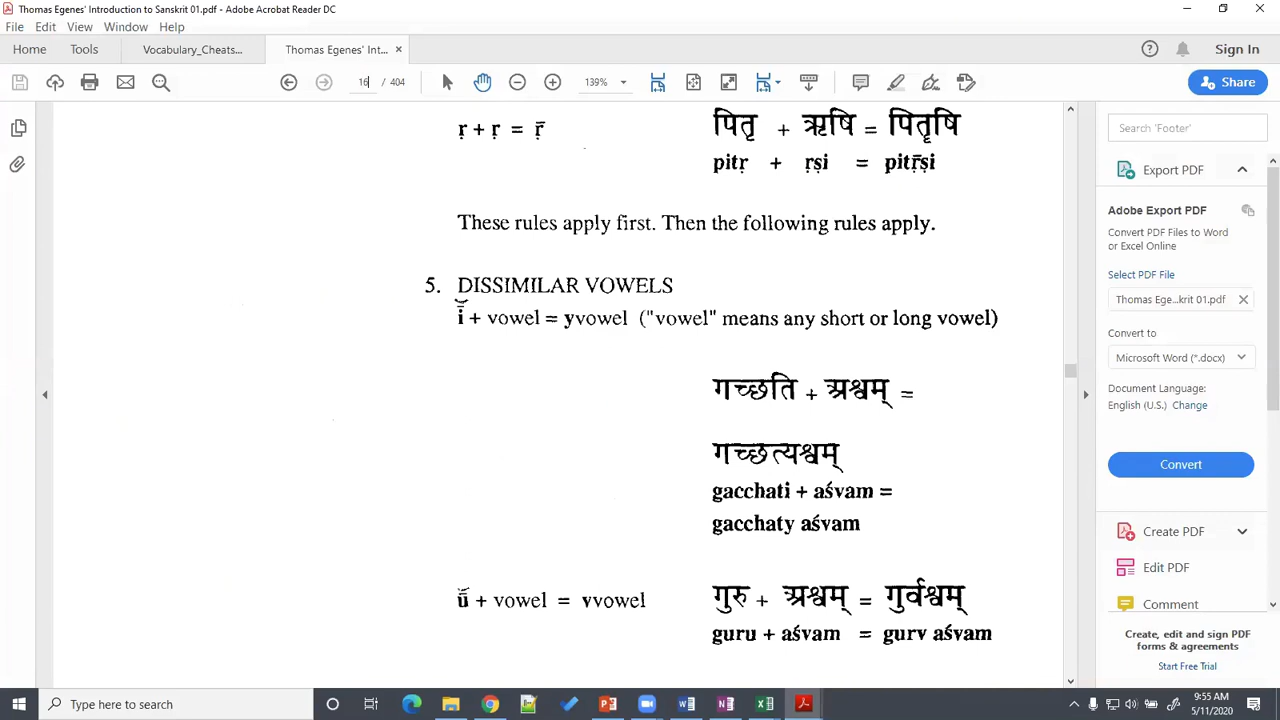 Thomas Egenes' Introduction to Sanskrit 01.pdf - Adobe Acrobat Reader DC
File Edit View Window Help
Home Tools Vocabulary_Cheats... Thomas Egenes' Int... × Sign In
16 / 404 139% Share
ṛ + ṛ = ṝ पितृ + ऋषि = पितॄषि
pitṛ + ṛṣi = pitṝṣi
These rules apply first. Then the following rules apply.
5. DISSIMILAR VOWELS
ῐ̄ + vowel = yvowel ("vowel" means any short or long vowel)
गच्छति + अश्वम् =
गच्छत्यश्वम्
gacchati + aśvam =
gacchaty aśvam
ū̆ + vowel = vvowel गुरु + अश्वम् = गुर्वश्वम्
guru + aśvam = gurv aśvam
Search 'Footer'
Export PDF
Adobe Export PDF
Convert PDF Files to Word
or Excel Online
Select PDF File
Thomas Ege...krit 01.pdf ×
Convert to
Microsoft Word (*.docx)
Document Language:
English (U.S.) Change
Convert
Create PDF
Edit PDF
Comment
Create, edit and sign PDF
forms & agreements
Start Free Trial
Type here to search
9:55 AM
5/11/2020